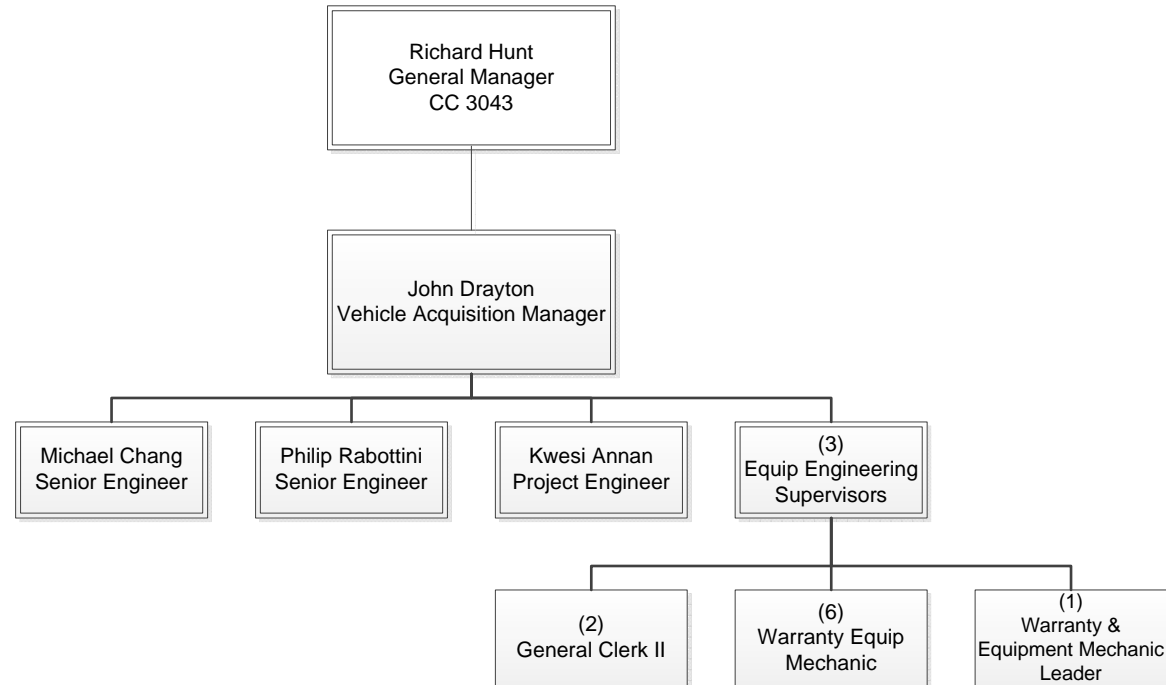 Richard Hunt
General Manager
CC 3043
John Drayton
Vehicle Acquisition Manager
Michael Chang
Senior Engineer
Philip Rabottini
Senior Engineer
Kwesi Annan
Project Engineer
(3)
Equip Engineering
Supervisors
(2)
General Clerk II
(6)
Warranty Equip
Mechanic
(1)
Warranty &
Equipment Mechanic
Leader